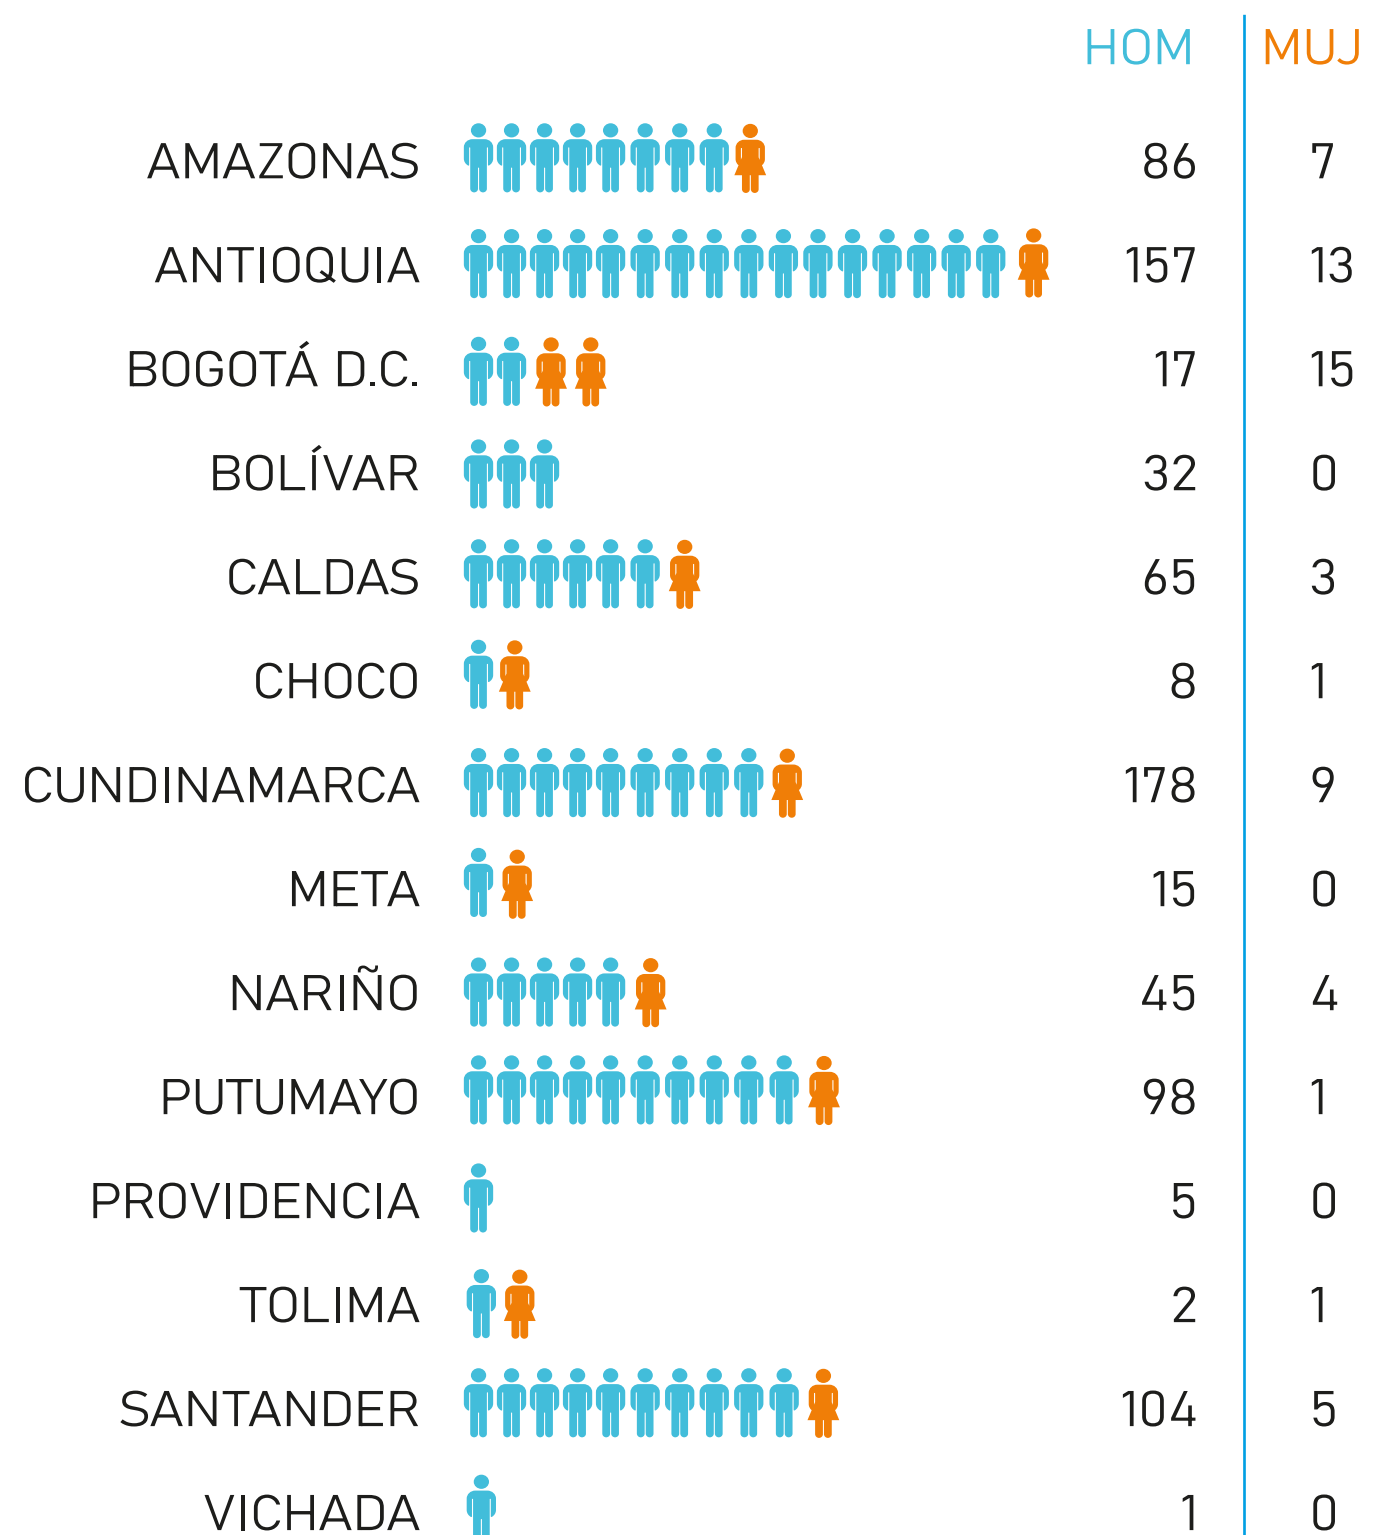 HOM MUJ
AMAZONAS 86 7
ANTIOQUIA 157 13
BOGOTÁ D.C. 17 15
BOLÍVAR 32 0
CALDAS 65 3
CHOCO 8 1
CUNDINAMARCA 178 9
META 15 0
NARIÑO 45 4
PUTUMAYO 98 1
PROVIDENCIA 5 0
TOLIMA 2 1
SANTANDER 104 5
VICHADA 1 0